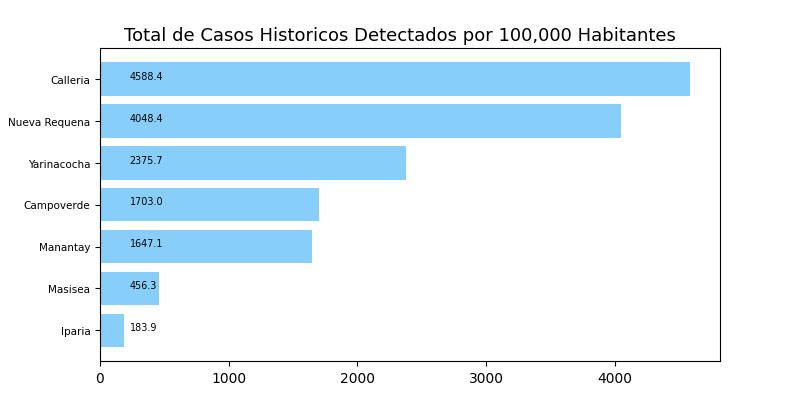 Total de Casos Historicos Detectados por 100,000 Habitantes
Calleria 4588.4
Nueva Requena 4048.4
Yarinacocha 2375.7
Campoverde 1703.0
Manantay 1647.1
Masisea 456.3
Iparia 183.9
0 1000 2000 3000 4000